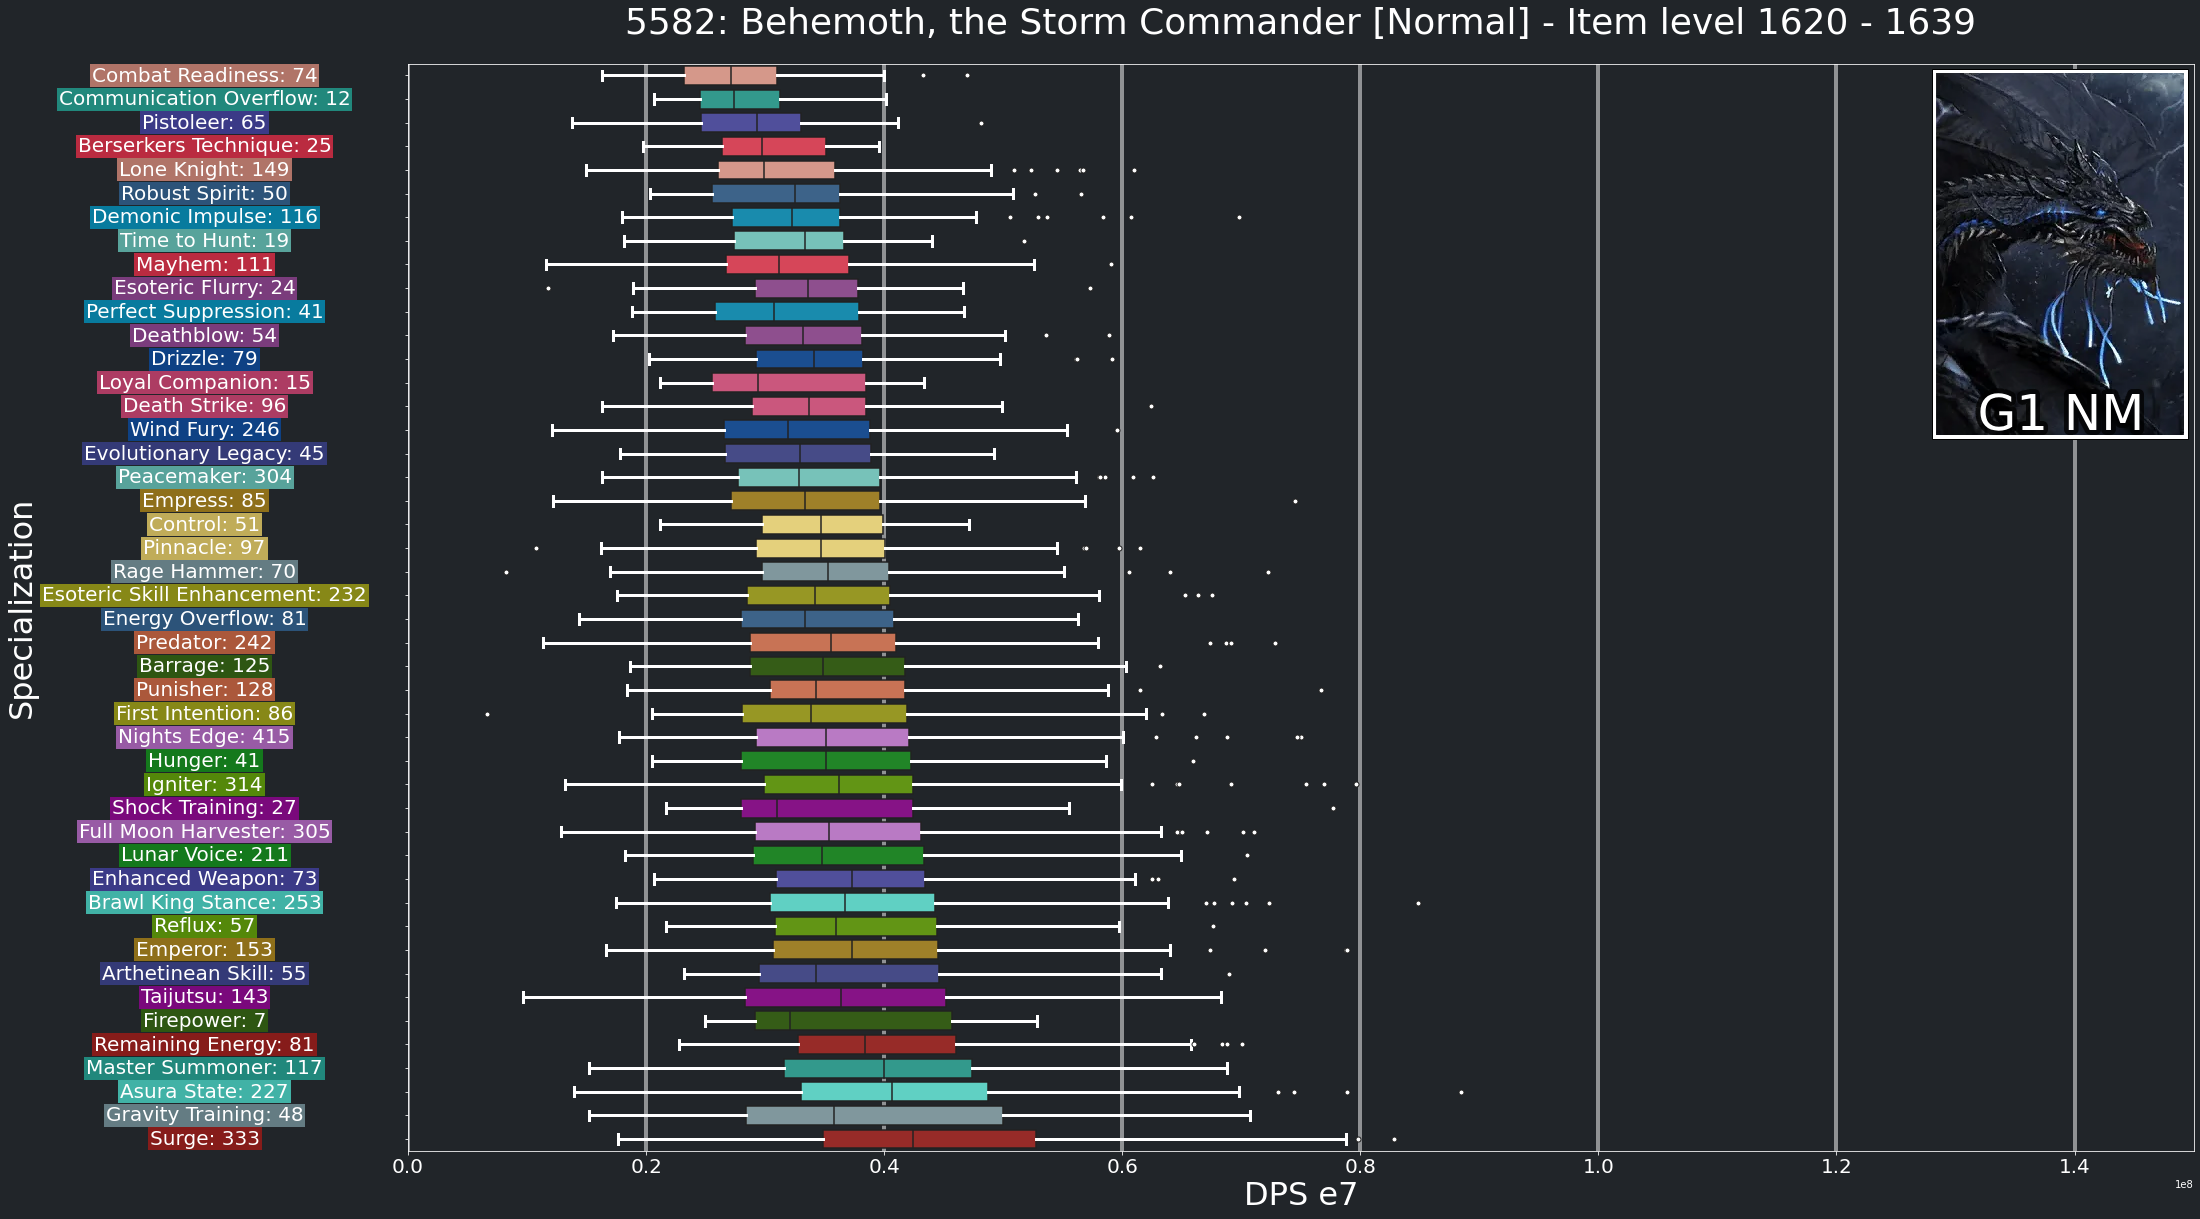 5582: Behemoth, the Storm Commander [Normal] - Item level 1620 - 1639
Combat Readiness: 74
Communication Overflow: 12
Pistoleer: 65
Berserkers Technique: 25
Lone Knight: 149
Robust Spirit: 50
Demonic Impulse: 116
Time to Hunt: 19
Mayhem: 111
Esoteric Flurry: 24
Perfect Suppression: 41
Deathblow: 54
Drizzle: 79
Loyal Companion: 15
Death Strike: 96
Wind Fury: 246
Evolutionary Legacy: 45
Peacemaker: 304
Empress: 85
Control: 51
Pinnacle: 97
Rage Hammer: 70
Esoteric Skill Enhancement: 232
Energy Overflow: 81
Predator: 242
Barrage: 125
Punisher: 128
First Intention: 86
Nights Edge: 415
Hunger: 41
Igniter: 314
Shock Training: 27
Full Moon Harvester: 305
Lunar Voice: 211
Enhanced Weapon: 73
Brawl King Stance: 253
Reflux: 57
Emperor: 153
Arthetinean Skill: 55
Taijutsu: 143
Firepower: 7
Remaining Energy: 81
Master Summoner: 117
Asura State: 227
Gravity Training: 48
Surge: 333
Specialization
G1 NM
0.0 0.2 0.4 0.6 0.8 1.0 1.2 1.4
1e8
DPS e7